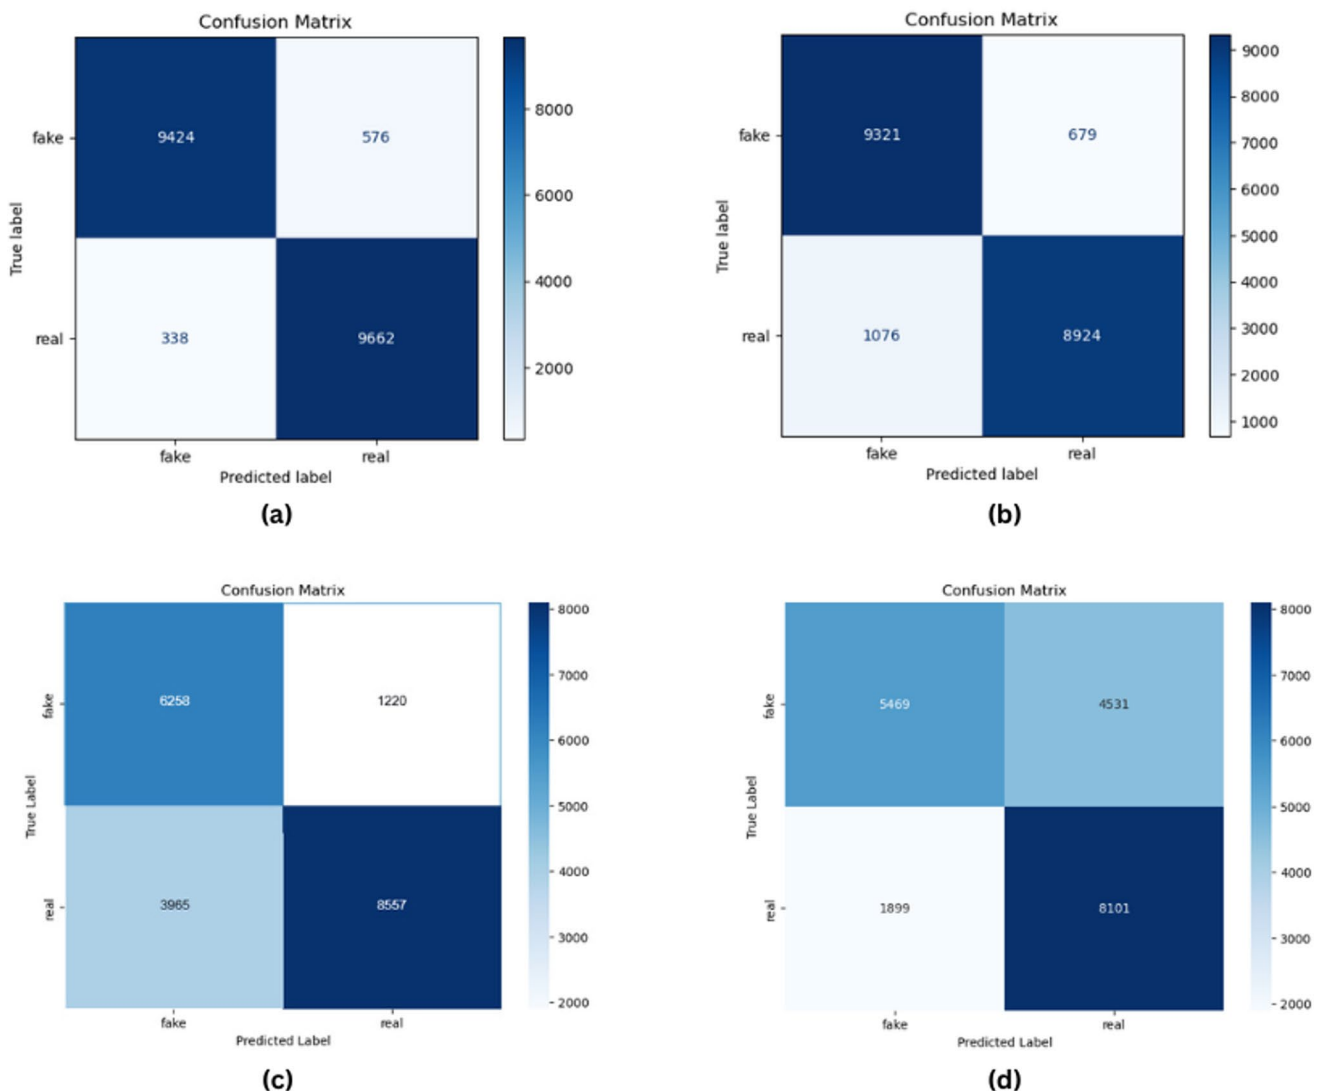 Confusion Matrix
fake
9424
576
8000
6000
True label
real
338
9662
4000
2000
fake
real
Predicted label
(a)
Confusion Matrix
9000
fake
9321
679
8000
7000
6000
True label
5000
4000
real
1076
8924
3000
2000
1000
fake
real
Predicted label
(b)
Confusion Matrix
8000
7000
fake
6258
1220
6000
5000
True Label
4000
real
3965
8557
3000
2000
fake
real
Predicted Label
(c)
Confusion Matrix
8000
7000
fake
5469
4531
6000
5000
True Label
4000
real
1899
8101
3000
2000
fake
real
Predicted Label
(d)